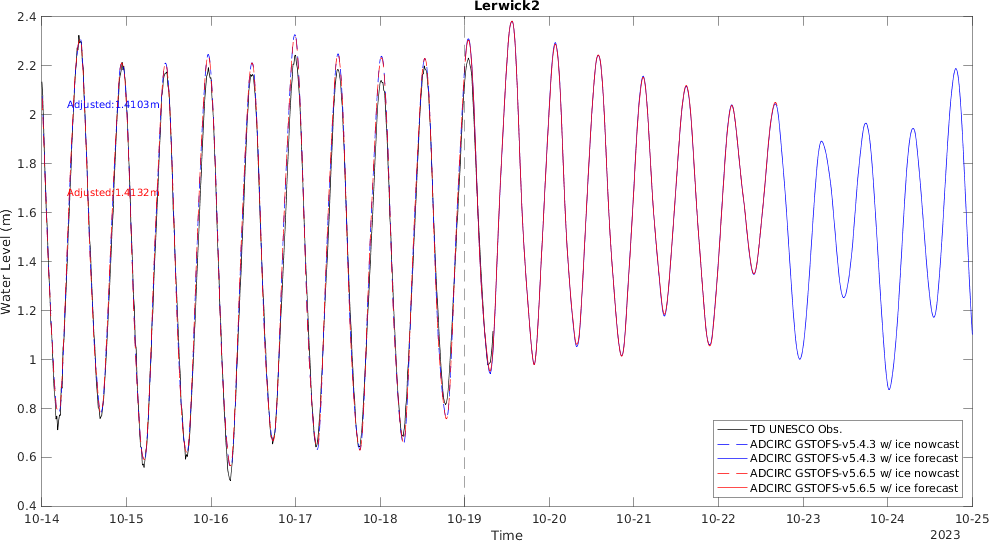 Lerwick2
2.4
2.2
2
1.8
1.6
1.4
1.2
1
0.8
0.6
0.4
Water Level (m)
Adjusted:1.4103m
Adjusted:1.4132m
TD UNESCO Obs.
ADCIRC GSTOFS-v5.4.3 w/ ice nowcast
ADCIRC GSTOFS-v5.4.3 w/ ice forecast
ADCIRC GSTOFS-v5.6.5 w/ ice nowcast
ADCIRC GSTOFS-v5.6.5 w/ ice forecast
10-14 10-15 10-16 10-17 10-18 10-19 10-20 10-21 10-22 10-23 10-24 10-25
Time
2023